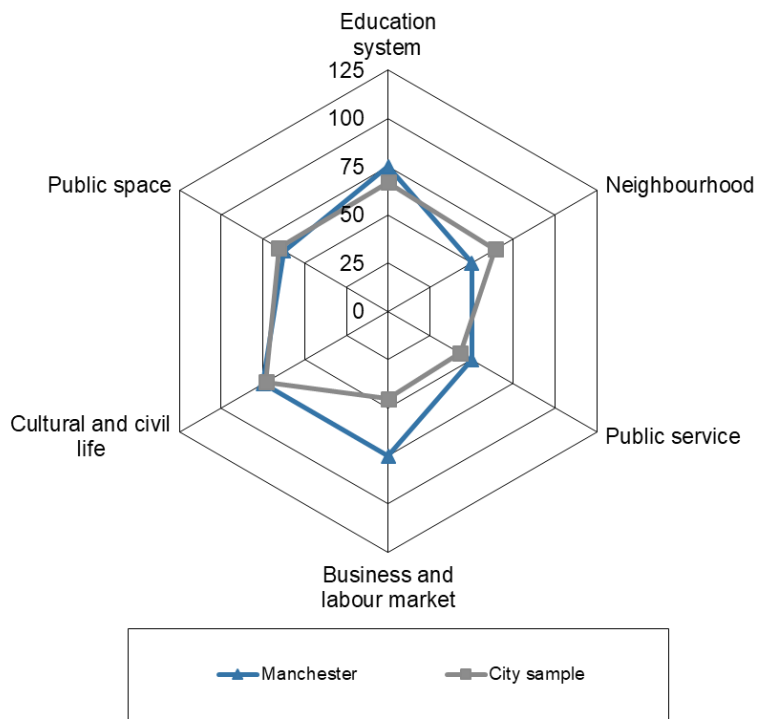 Education
system
125
100
Public space
75
Neighbourhood
50
25
0
Cultural and civil
life
Public service
Business and
labour market
Manchester
City sample